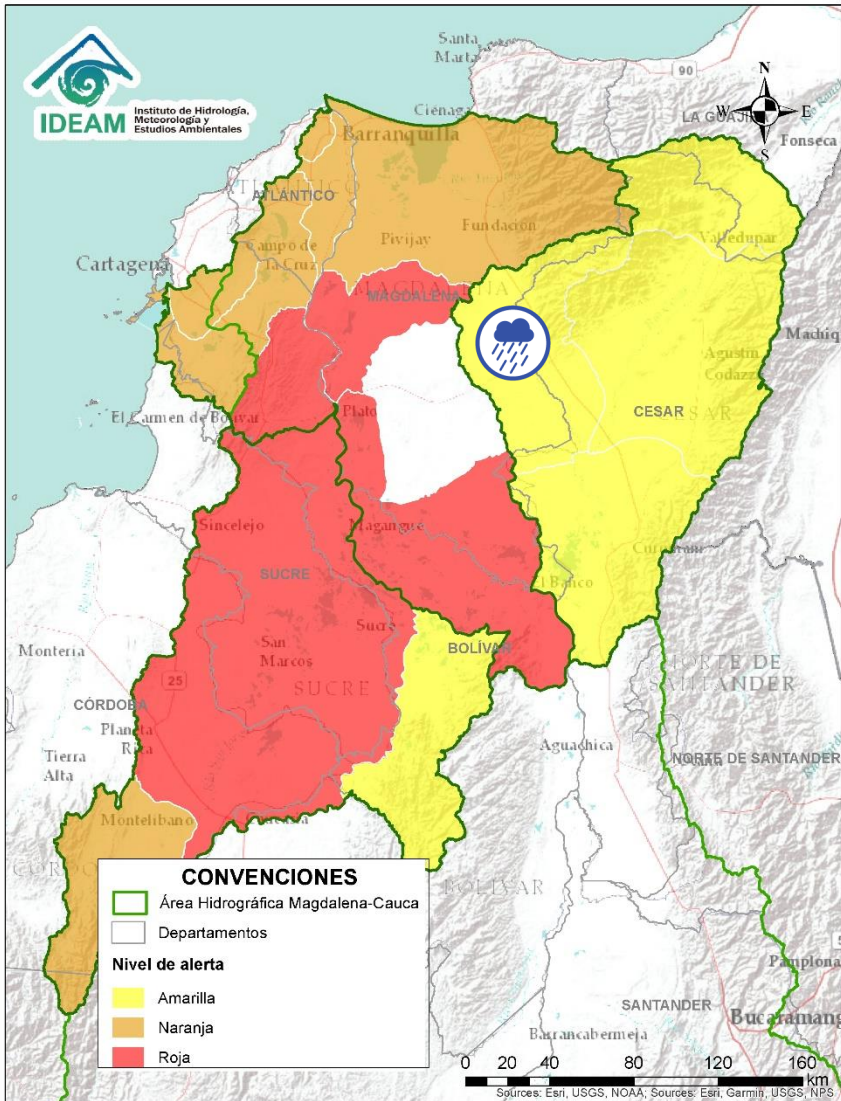 IDEAM
Instituto de Hidrología,
Meteorología y
Estudios Ambientales
Santa
Marta
90
N
W
E
S
LA GUAJI
Fonseca
Ciénaga
Barranquilla
ATLÁNTICO
Valledupar
Campo de
la Cruz
Pivijay
Fundación
Cartagena
MAGDALENA
Machiq
Agustín
Codazzi
CESAR
El Carmen de Bolívar
Plato
Sincelejo
Magangué
SUCRE
El Banco
Sucre
San
Marcos
BOLÍVAR
Montería
SUCRE
NORTE DE
SANTANDER
25
CÓRDOBA
Planeta
Rica
Aguachica
Tierra
Alta
NORTE DE SANTANDER
Montelíbano
BOLÍVAR
CONVENCIONES
Área Hidrográfica Magdalena-Cauca
Departamentos
Nivel de alerta
Amarilla
Naranja
Roja
Pamplona
SANTANDER
Bucaramang
Barrancabermeja
0 20 40 80 120 160
km
Sources: Esri, USGS, NOAA; Sources: Esri, Garmin, USGS, NPS